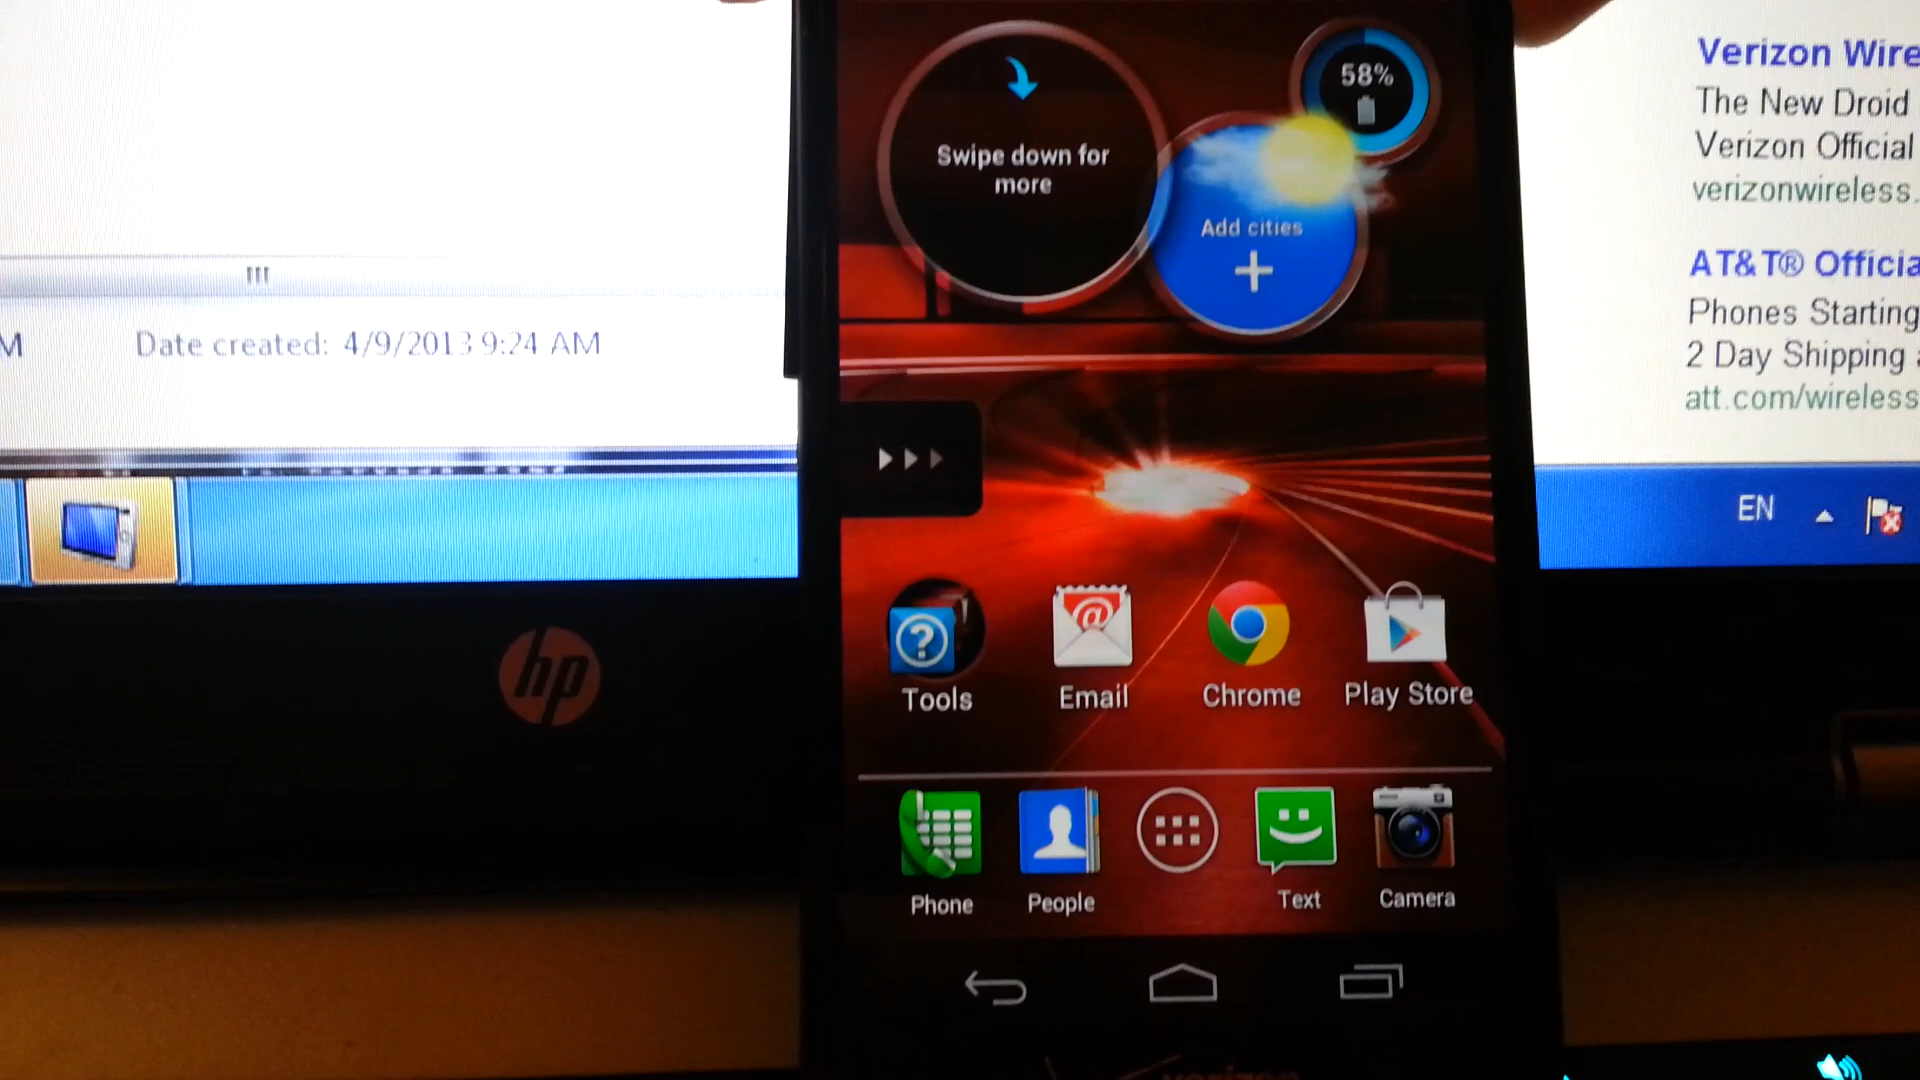 Date created: 4/9/2013 9:24 AM
hp
58%
Swipe down for
more
Add cities
Tools
Email
Chrome
Play Store
Phone
People
Text
Camera
verizon
Verizon Wire
The New Droid
Verizon Official
verizonwireless.
AT&T® Officia
Phones Starting
2 Day Shipping
att.com/wireless
EN